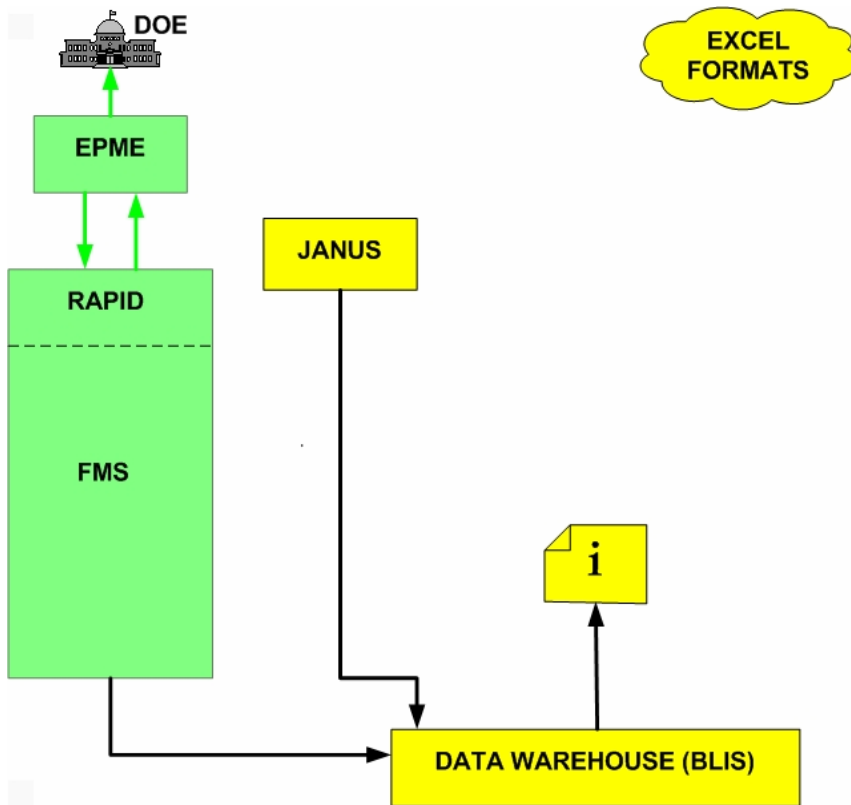 DOE
EXCEL
FORMATS
EPME
JANUS
RAPID
FMS
i
DATA WAREHOUSE (BLIS)